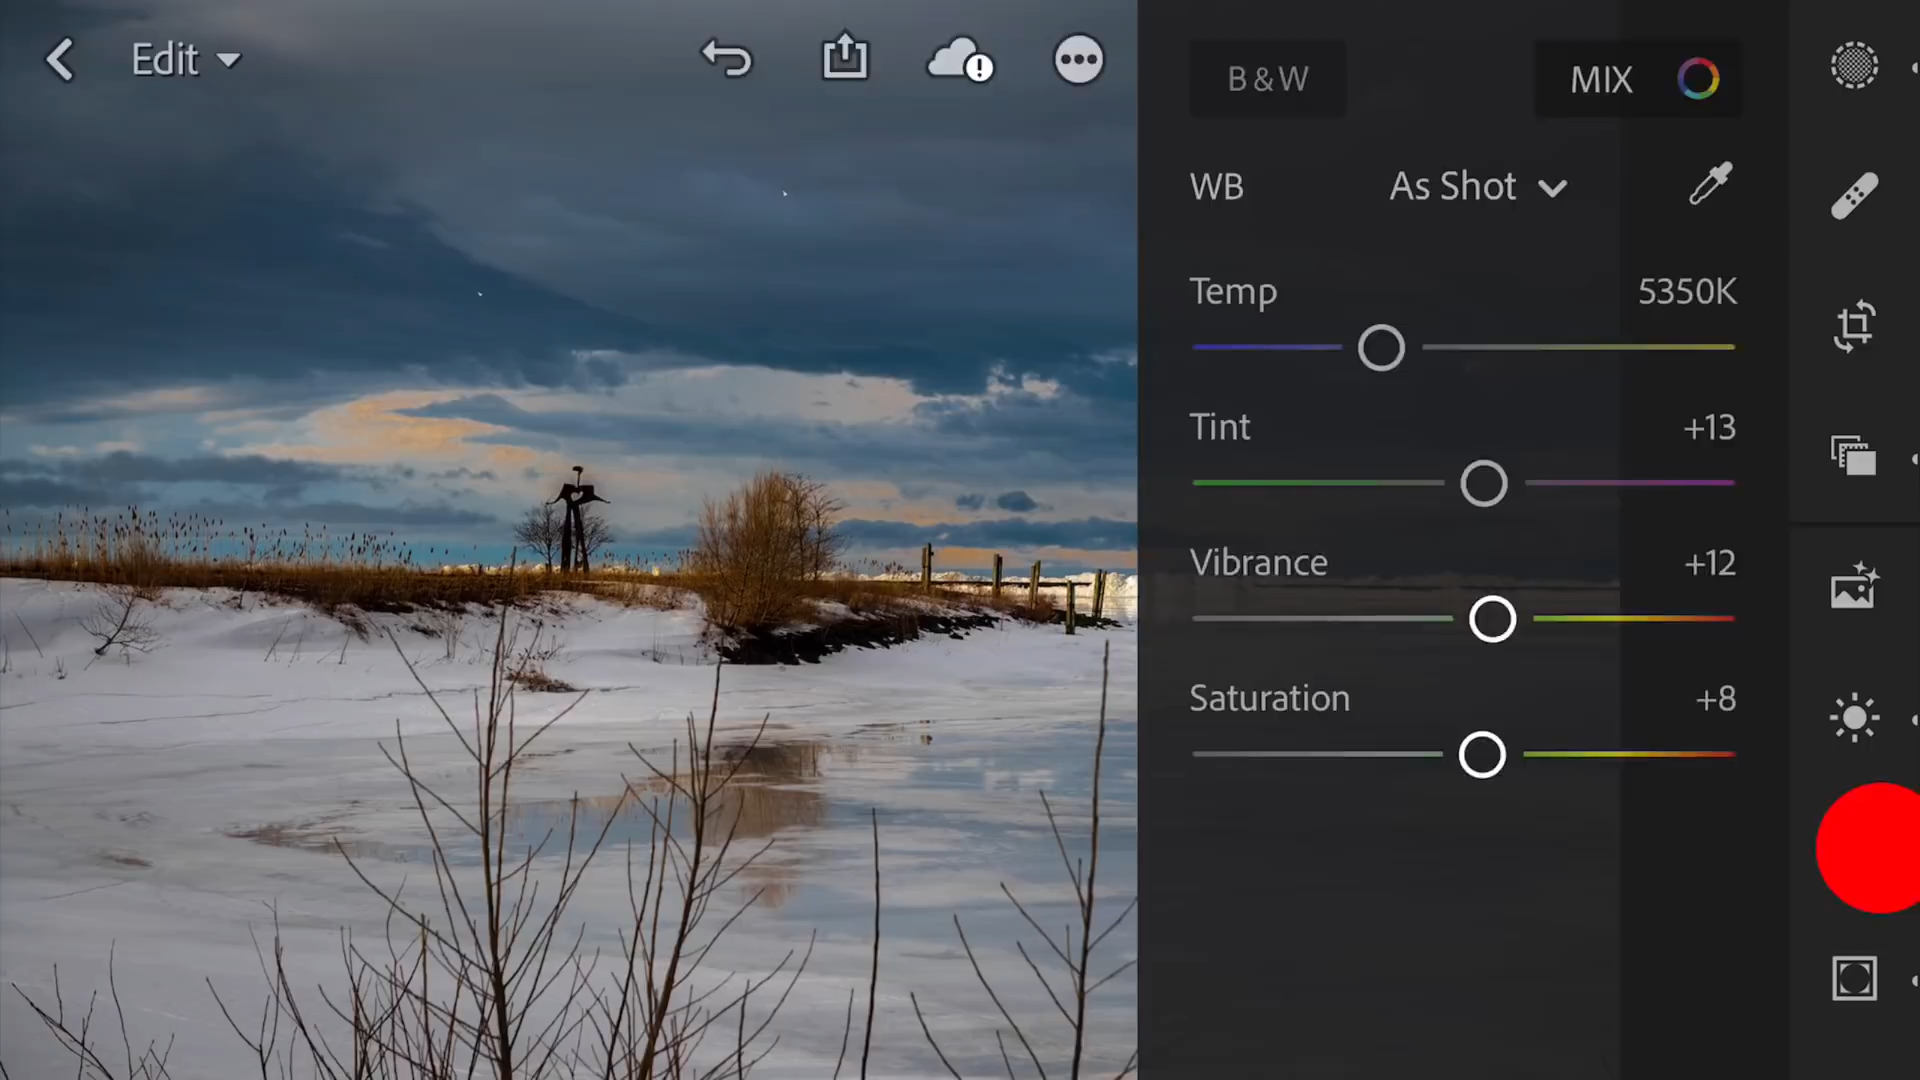 Edit
B&W
MIX
WB
As Shot
Temp
5350K
Tint
+13
Vibrance
+12
Saturation
+8